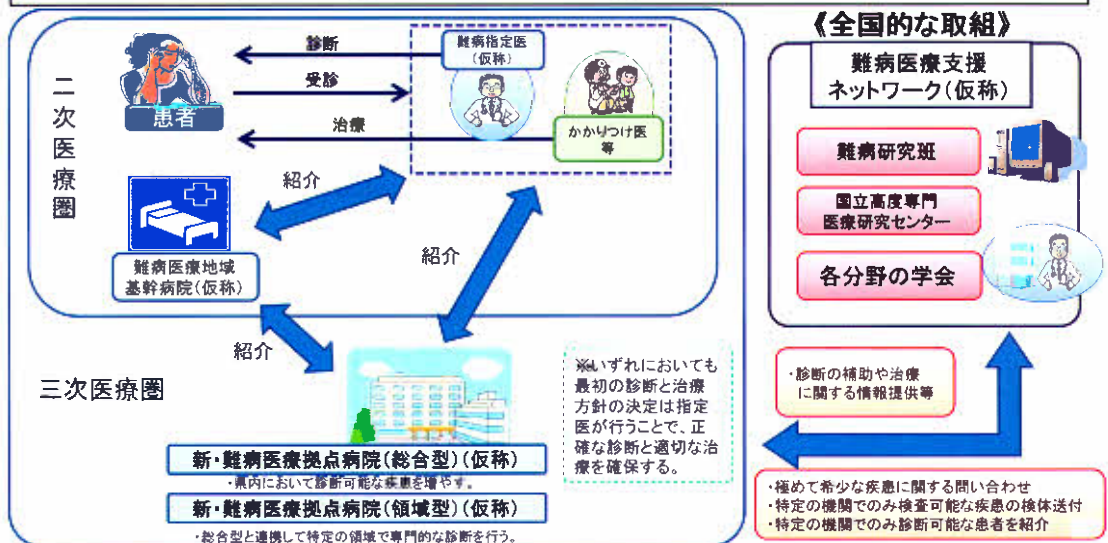 二次医療圏
患者
診断
受診
治療
難病指定医
(仮称)
かかりつけ医
等
紹介
難病医療地域
基幹病院(仮称)
紹介
紹介
三次医療圏
新・難病医療拠点病院(総合型)(仮称)
・県内において診断可能な疾患を増やす。
新・難病医療拠点病院(領域型)(仮称)
・総合型と連携して特定の領域で専門的な診断を行う。
※いずれにおいても
最初の診断と治療
方針の決定は指定
医が行うことで、正
確な診断と適切な治
療を確保する。
《全国的な取組》
難病医療支援
ネットワーク(仮称)
難病研究班
国立高度専門
医療研究センター
各分野の学会
・診断の補助や治療
に関する情報提供等
・極めて希少な疾患に関する問い合わせ
・特定の機関でのみ検査可能な疾患の検体送付
・特定の機関でのみ診断可能な患者を紹介